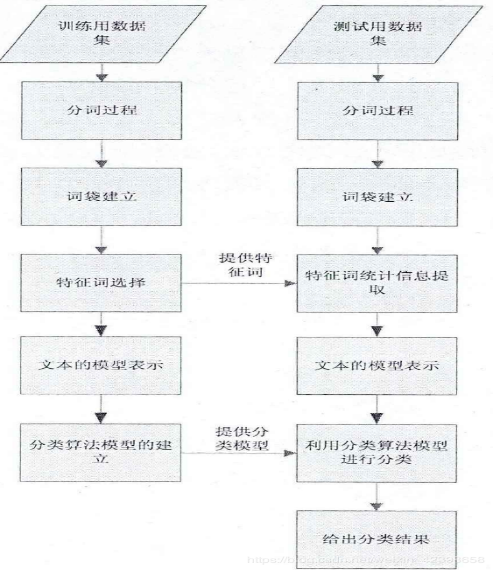 训练用数据
集
分词过程
词袋建立
特征词选择
文本的模型表示
分类算法模型的建
立
提供特
征词
提供分
类模型
测试用数据
集
分词过程
词袋建立
特征词统计信息提
取
文本的模型表示
利用分类算法模型
进行分类
给出分类结果